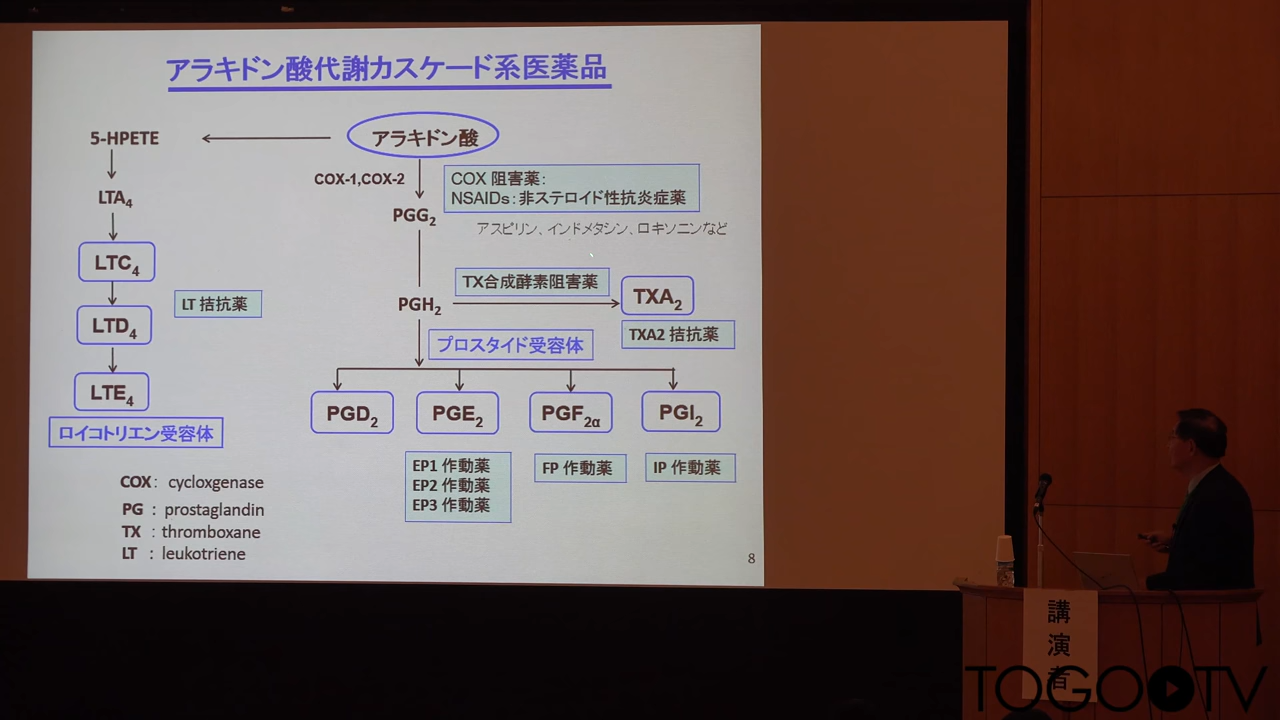 アラキドン酸代謝カスケード系医薬品
5-HPETE
アラキドン酸
COX-1,COX-2
COX 阻害薬：
NSAIDs：非ステロイド性抗炎症薬
LTA4
PGG2
アスピリン、インドメタシン、ロキソニンなど
LTC4
TX合成酵素阻害薬
TXA2
LT 拮抗薬
PGH2
LTD4
TXA2 拮抗薬
プロスタイド受容体
LTE4
PGD2
PGE2
PGF2α
PGI2
ロイコトリエン受容体
EP1 作動薬
EP2 作動薬
EP3 作動薬
FP 作動薬
IP 作動薬
COX： cycloxgenase
PG ： prostaglandin
TX ： thromboxane
LT ： leukotriene
8
講演者
TOGOTV